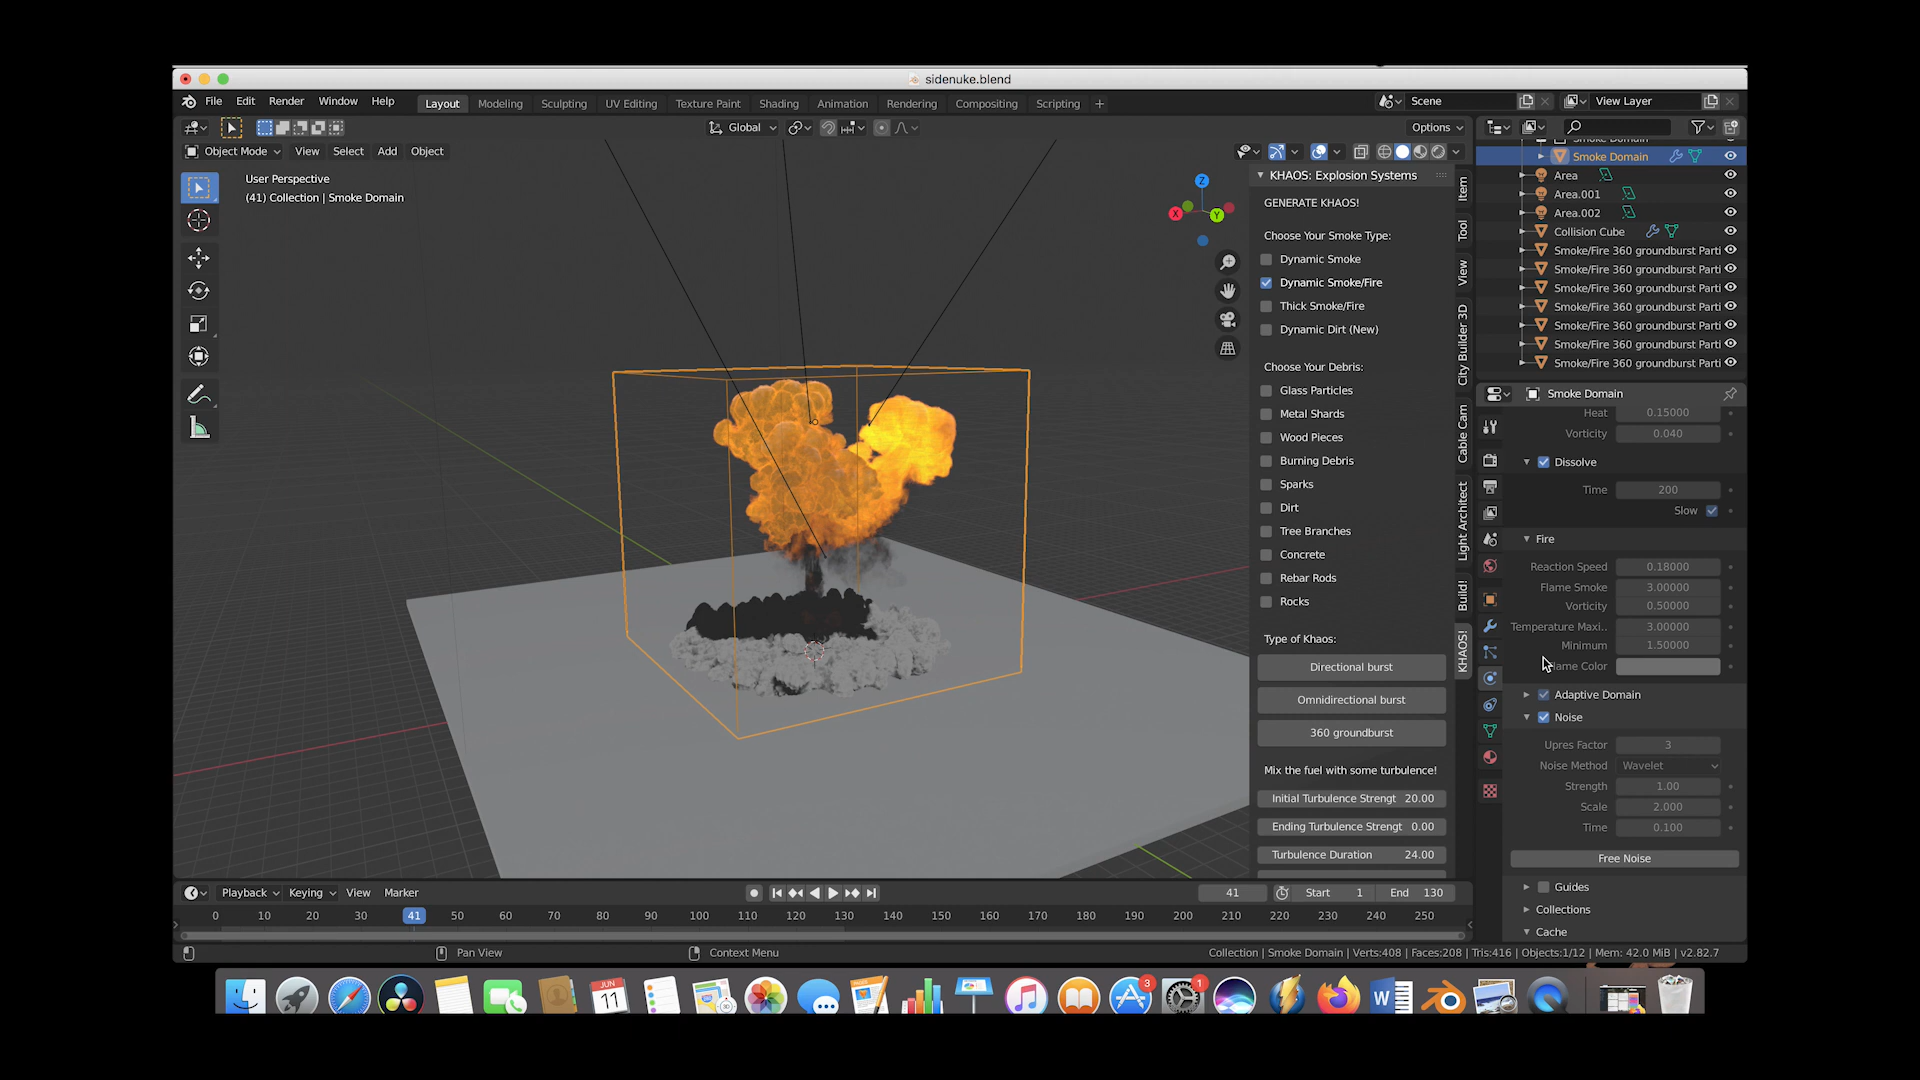 sidenuke.blend
File Edit Render Window Help
Layout Modeling Sculpting UV Editing Texture Paint Shading Animation Rendering Compositing Scripting +
Scene
View Layer
Global
Options
Object Mode View Select Add Object
User Perspective
(41) Collection | Smoke Domain
Z
X
Y
KHAOS: Explosion Systems
GENERATE KHAOS!
Choose Your Smoke Type:
Dynamic Smoke
Dynamic Smoke/Fire
Thick Smoke/Fire
Dynamic Dirt (New)
Choose Your Debris:
Glass Particles
Metal Shards
Wood Pieces
Burning Debris
Sparks
Dirt
Tree Branches
Concrete
Rebar Rods
Rocks
Type of Khaos:
Directional burst
Omnidirectional burst
360 groundburst
Mix the fuel with some turbulence!
Initial Turbulence Strengt 20.00
Ending Turbulence Strengt 0.00
Turbulence Duration 24.00
Item
Tool
View
City Builder 3D
Cable Cam
Light Architect
Build!
KHAOS!
Smoke Domain
Area
Area.001
Area.002
Collision Cube
Smoke/Fire 360 groundburst Parti
Smoke/Fire 360 groundburst Parti
Smoke/Fire 360 groundburst Parti
Smoke/Fire 360 groundburst Parti
Smoke/Fire 360 groundburst Parti
Smoke/Fire 360 groundburst Parti
Smoke/Fire 360 groundburst Parti
Smoke Domain
Heat 0.15000
Vorticity 0.040
Dissolve
Time 200
Slow
Fire
Reaction Speed 0.18000
Flame Smoke 3.00000
Vorticity 0.50000
Temperature Maxi.. 3.00000
Minimum 1.50000
lame Color
Adaptive Domain
Noise
Upres Factor 3
Noise Method Wavelet
Strength 1.00
Scale 2.000
Time 0.100
Free Noise
Guides
Collections
Cache
Playback Keying View Marker
41 Start 1 End 130
0 10 20 30 41 50 60 70 80 90 100 110 120 130 140 150 160 170 180 190 200 210 220 230 240 250
Pan View
Context Menu
Collection | Smoke Domain | Verts:408 | Faces:208 | Tris:416 | Objects:1/12 | Mem: 42.0 MiB | v2.82.7
JUN
11
3
1
W